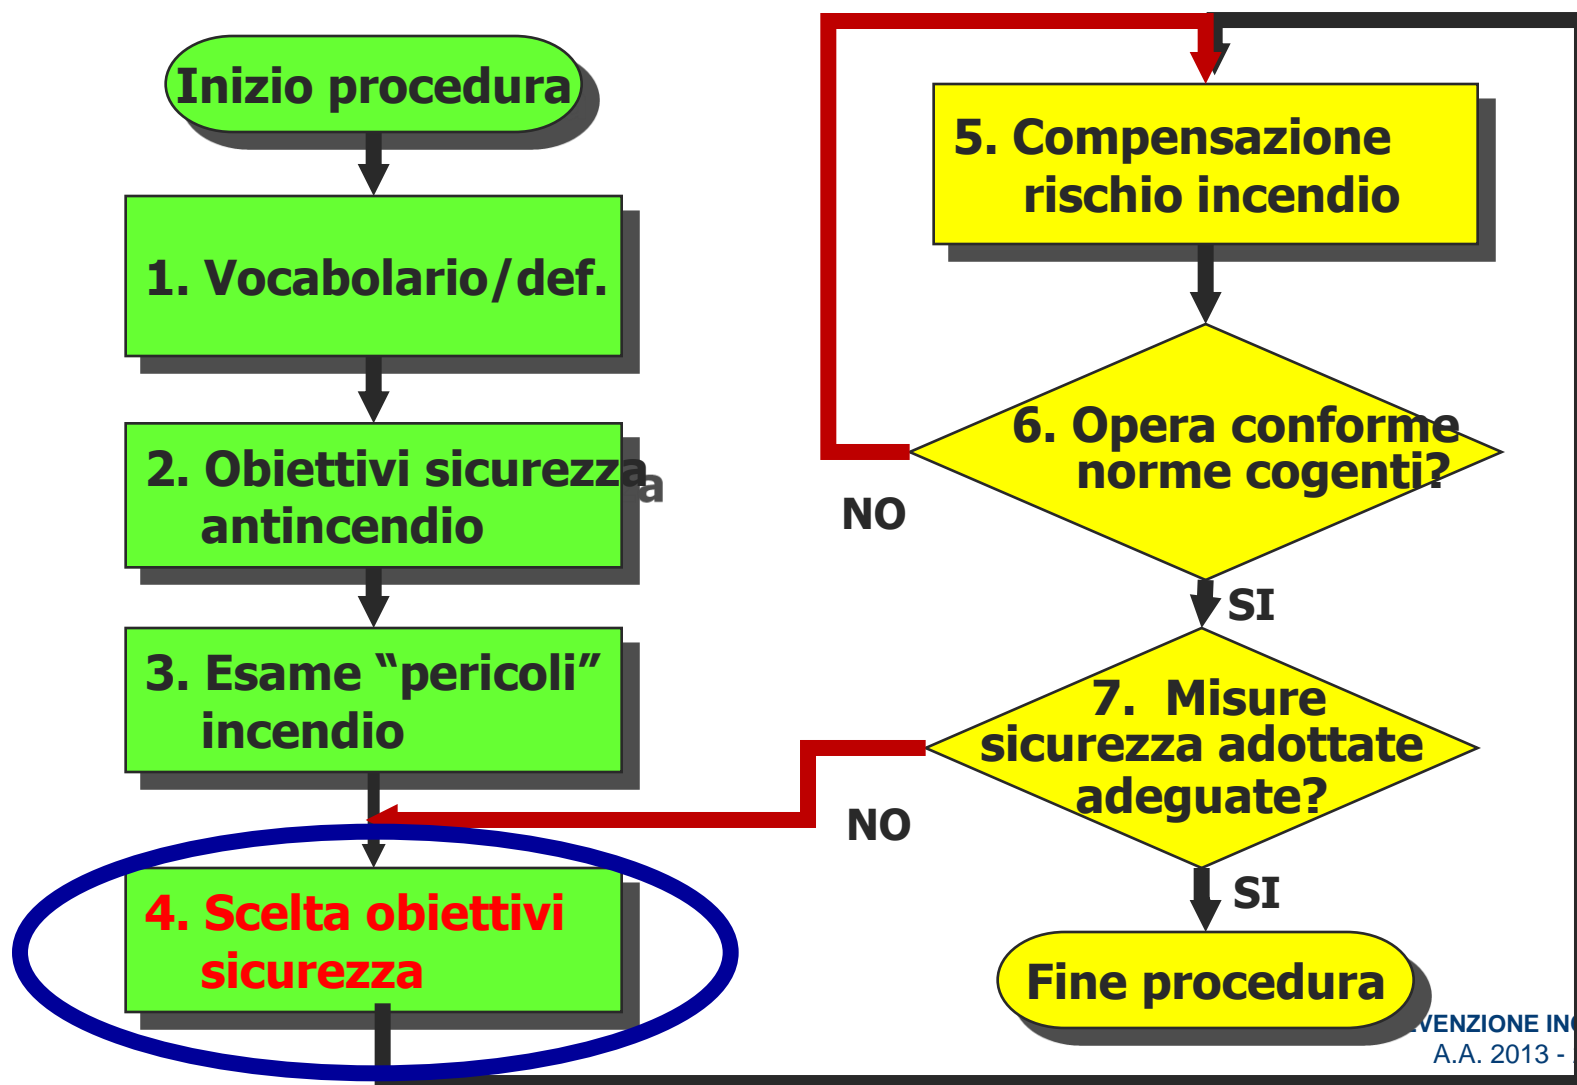 Inizio procedura
1. Vocabolario/def.
2. Obiettivi sicurezza
antincendio
3. Esame “pericoli”
incendio
4. Scelta obiettivi
sicurezza
5. Compensazione
rischio incendio
6. Opera conforme
norme cogenti?
NO
SI
7. Misure
sicurezza adottate
adeguate?
NO
SI
Fine procedura
A.A. 2013 -